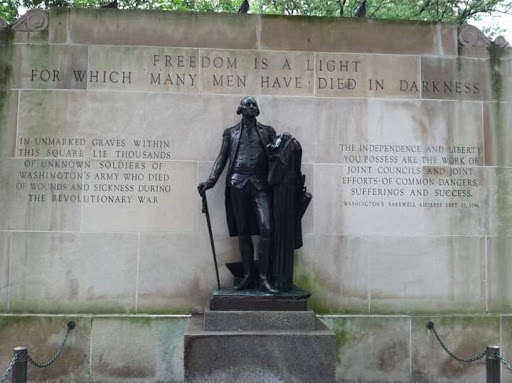 FREEDOM IS A LIGHT
FOR WHICH MANY MEN HAVE DIED IN DARKNESS
IN UNMARKED GRAVES WITHIN
THIS SQUARE LIE THOUSANDS
OF UNKNOWN SOLDIERS OF
WASHINGTON'S ARMY WHO DIED
OF WOUNDS AND SICKNESS DURING
THE REVOLUTIONARY WAR
THE INDEPENDENCE AND LIBERTY
YOU POSSESS ARE THE WORK OF
JOINT COUNCILS AND JOINT
EFFORTS-OF COMMON DANGERS,
SUFFERINGS AND SUCCESS.
WASHINGTON'S FAREWELL ADDRESS SEPT. 17, 1796